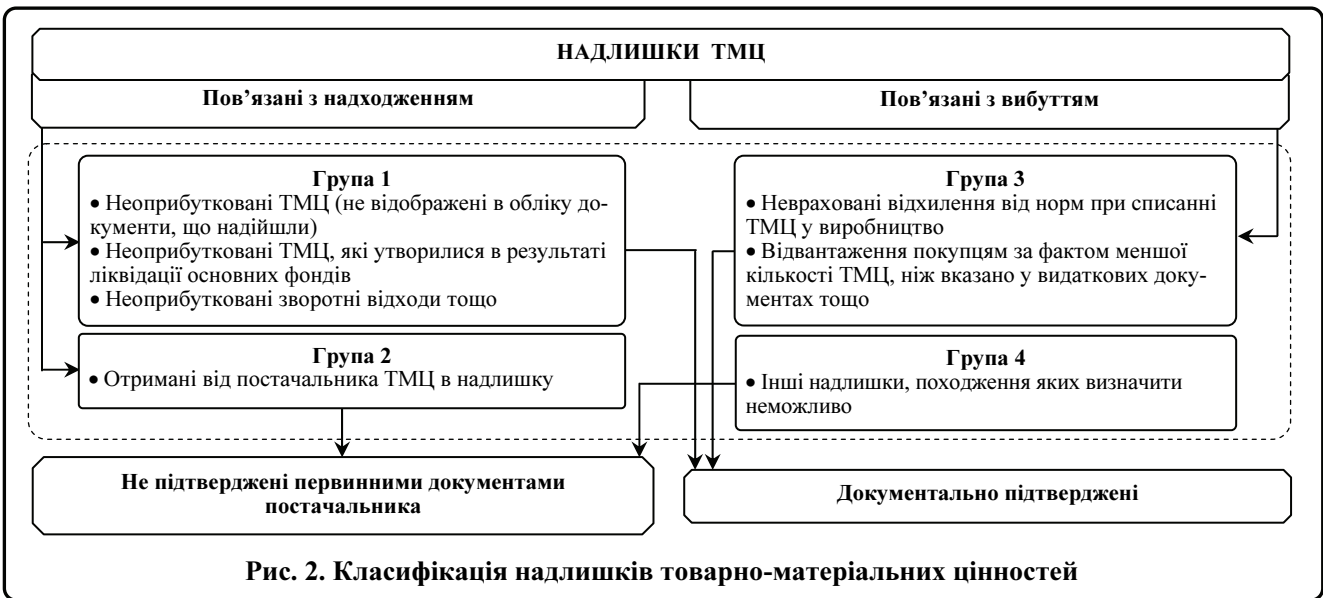 НАДЛИШКИ ТМЦ
Пов’язані з надходженням
Пов’язані з вибуттям
Група 1
• Неоприбутковані ТМЦ (не відображені в обліку до-
кументи, що надійшли)
• Неоприбутковані ТМЦ, які утворилися в результаті
ліквідації основних фондів
• Неоприбутковані зворотні відходи тощо
Група 2
• Отримані від постачальника ТМЦ в надлишку
Група 3
• Невраховані відхилення від норм при списанні
ТМЦ у виробництво
• Відвантаження покупцям за фактом меншої
кількості ТМЦ, ніж вказано у видаткових доку-
ментах тощо
Група 4
• Інші надлишки, походження яких визначити
неможливо
Не підтверджені первинними документами
постачальника
Документально підтверджені
Рис. 2. Класифікація надлишків товарно-матеріальних цінностей